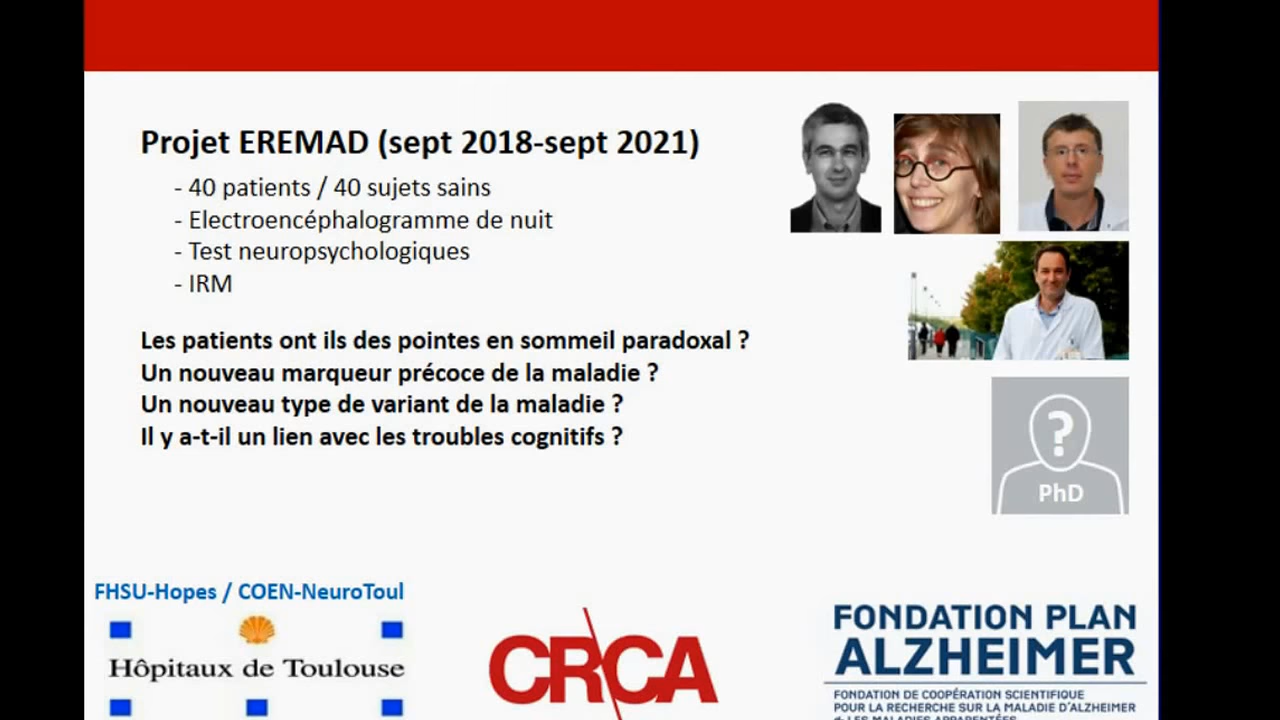 Projet EREMAD (sept 2018-sept 2021)
- 40 patients / 40 sujets sains
- Electroencéphalogramme de nuit
- Test neuropsychologiques
- IRM
Les patients ont ils des pointes en sommeil paradoxal ?
Un nouveau marqueur précoce de la maladie ?
Un nouveau type de variant de la maladie ?
Il y a-t-il un lien avec les troubles cognitifs ?
?
PhD
FHSU-Hopes / COEN-NeuroToul
Hôpitaux de Toulouse
CRCA
FONDATION PLAN
ALZHEIMER
FONDATION DE COOPÉRATION SCIENTIFIQUE
POUR LA RECHERCHE SUR LA MALADIE D'ALZHEIMER
LES MALADIES APPARENTÉES